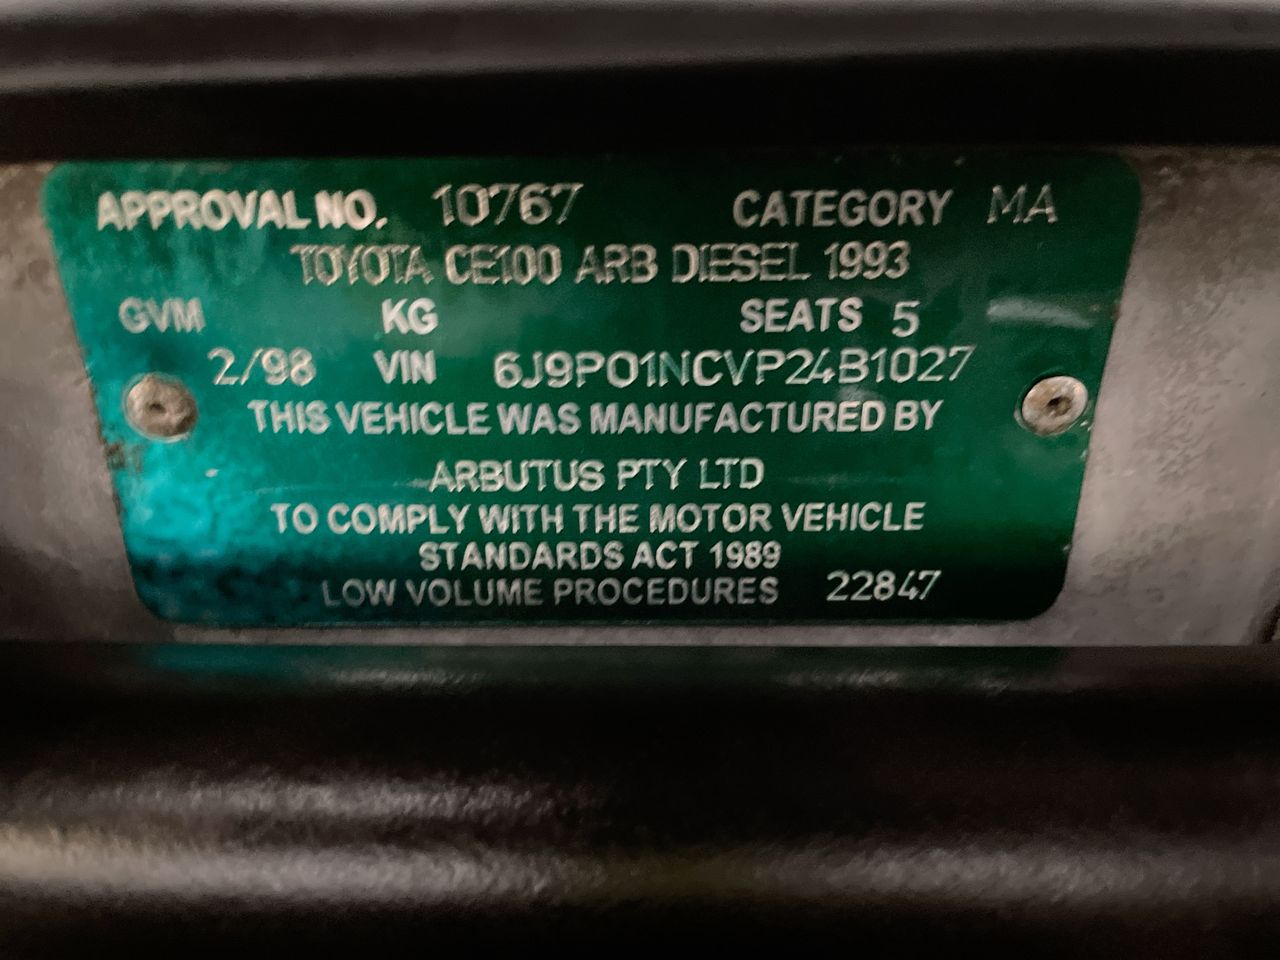 APPROVAL NO. 10767 CATEGORY MA
TOYOTA CE100 ARB DIESEL 1993
GVM KG SEATS 5
2/98 VIN 6J9PO1NCVP24B1027
THIS VEHICLE WAS MANUFACTURED BY
ARBUTUS PTY LTD
TO COMPLY WITH THE MOTOR VEHICLE
STANDARDS ACT 1989
LOW VOLUME PROCEDURES 22847